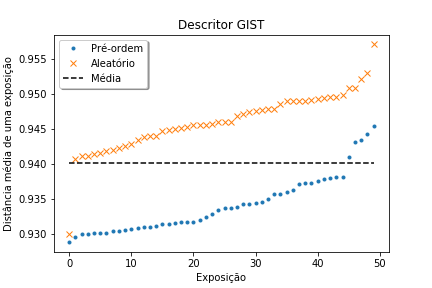 Descritor GIST
Pré-ordem
Aleatório
Média
Distância média de uma exposição
0.955
0.950
0.945
0.940
0.935
0.930
0
10
20
30
40
50
Exposição